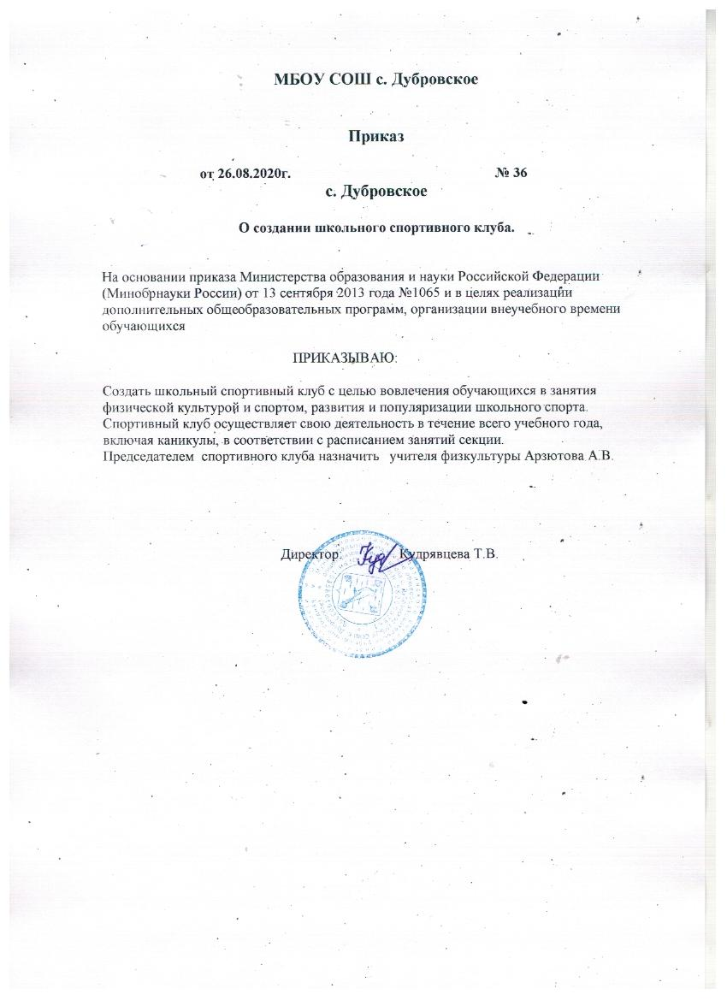 МБОУ СОШ с. Дубровское
Приказ
от 26.08.2020г. № 36
с. Дубровское
О создании школьного спортивного клуба.
На основании приказа Министерства образования и науки Российской Федерации
(Минобрнауки России) от 13 сентября 2013 года №1065 и в целях реализации
дополнительных общеобразовательных программ, организации внеучебного времени
обучающихся
ПРИКАЗЫВАЮ:
Создать школьный спортивный клуб с целью вовлечения обучающихся в занятия
физической культурой и спортом, развития и популяризации школьного спорта.
Спортивный клуб осуществляет свою деятельность в течение всего учебного года,
включая каникулы, в соответствии с расписанием занятий секции.
Председателем спортивного клуба назначить учителя физкультуры Арзютова А.В.
Директор: Кудрявцева Т.В.